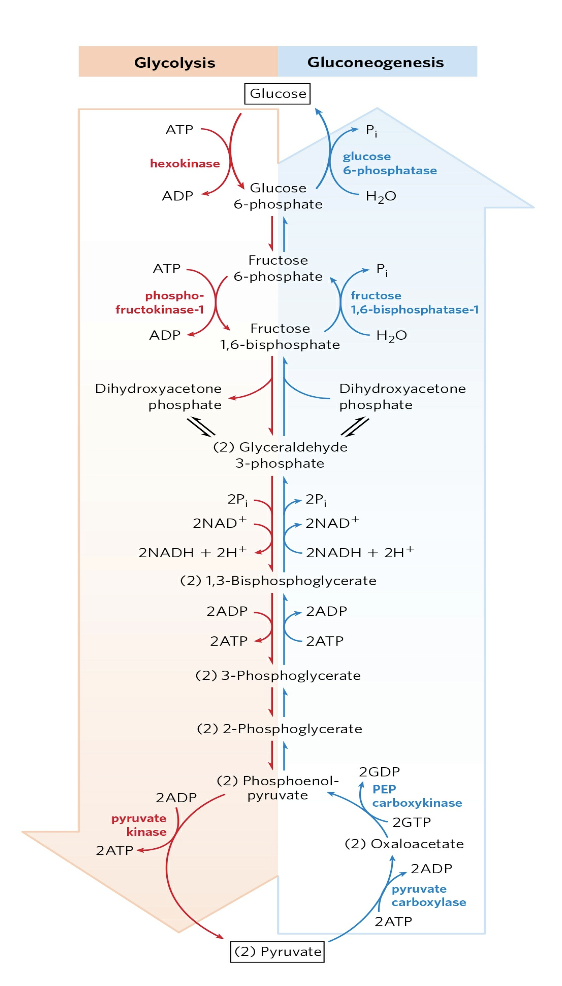 Glycolysis
Gluconeogenesis
Glucose
ATP
hexokinase
ADP
Pi
glucose
6-phosphatase
H2O
Glucose
6-phosphate
Fructose
6-phosphate
ATP
phospho-
fructokinase-1
ADP
Pi
fructose
1,6-bisphosphatase-1
H2O
Fructose
1,6-bisphosphate
Dihydroxyacetone
phosphate
Dihydroxyacetone
phosphate
(2) Glyceraldehyde
3-phosphate
2Pi
2Pi
2NAD+
2NAD+
2NADH + 2H+
2NADH + 2H+
(2) 1,3-Bisphosphoglycerate
2ADP
2ADP
2ATP
2ATP
(2) 3-Phosphoglycerate
(2) 2-Phosphoglycerate
(2) Phosphoenol-
pyruvate
2ADP
pyruvate
kinase
2ATP
2GDP
PEP
carboxykinase
2GTP
(2) Oxaloacetate
2ADP
pyruvate
carboxylase
2ATP
(2) Pyruvate